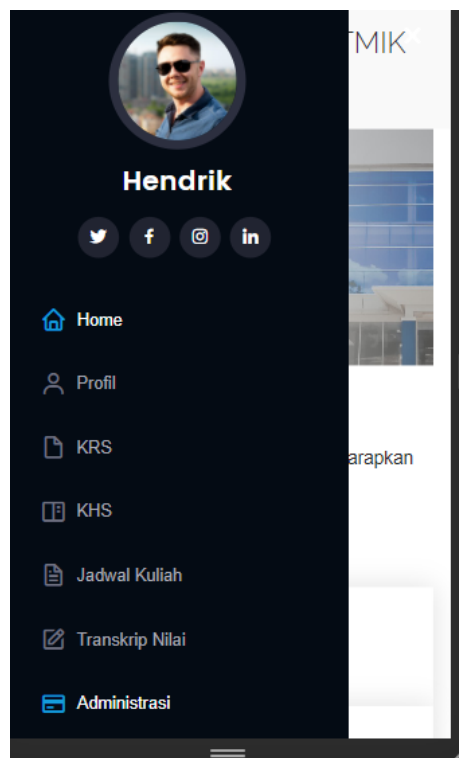 TMIK
Hendrik
Home
Profil
KRS
KHS
arapkan
Jadwal Kuliah
Transkrip Nilai
Administrasi